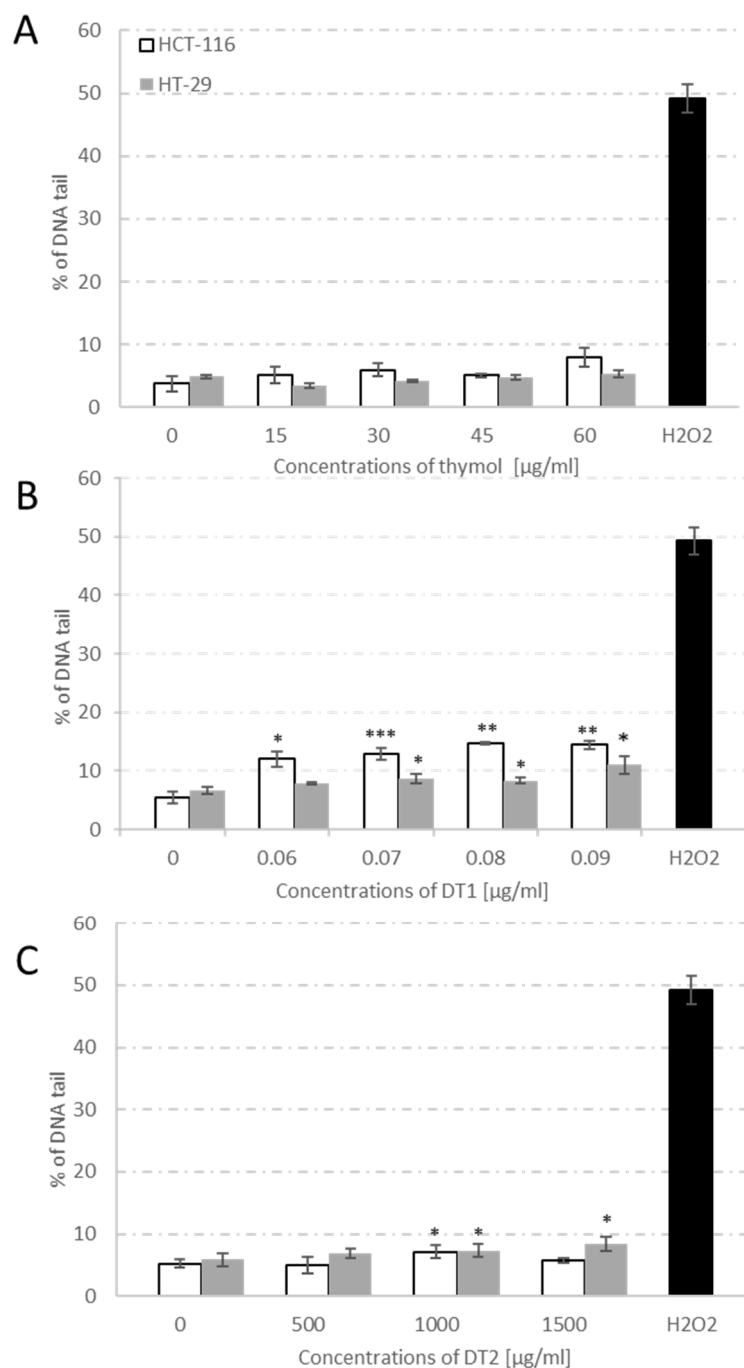 A
60
HCT-116
HT-29
50
40
30
20
10
0
% of DNA tail
0 15 30 45 60 H2O2
Concentrations of thymol [µg/ml]
B
60
50
40
30
20
10
0
% of DNA tail
* *** * ** * ** *
0 0.06 0.07 0.08 0.09 H2O2
Concentrations of DT1 [µg/ml]
C
60
50
40
30
20
10
0
% of DNA tail
* * *
0 500 1000 1500 H2O2
Concentrations of DT2 [µg/ml]